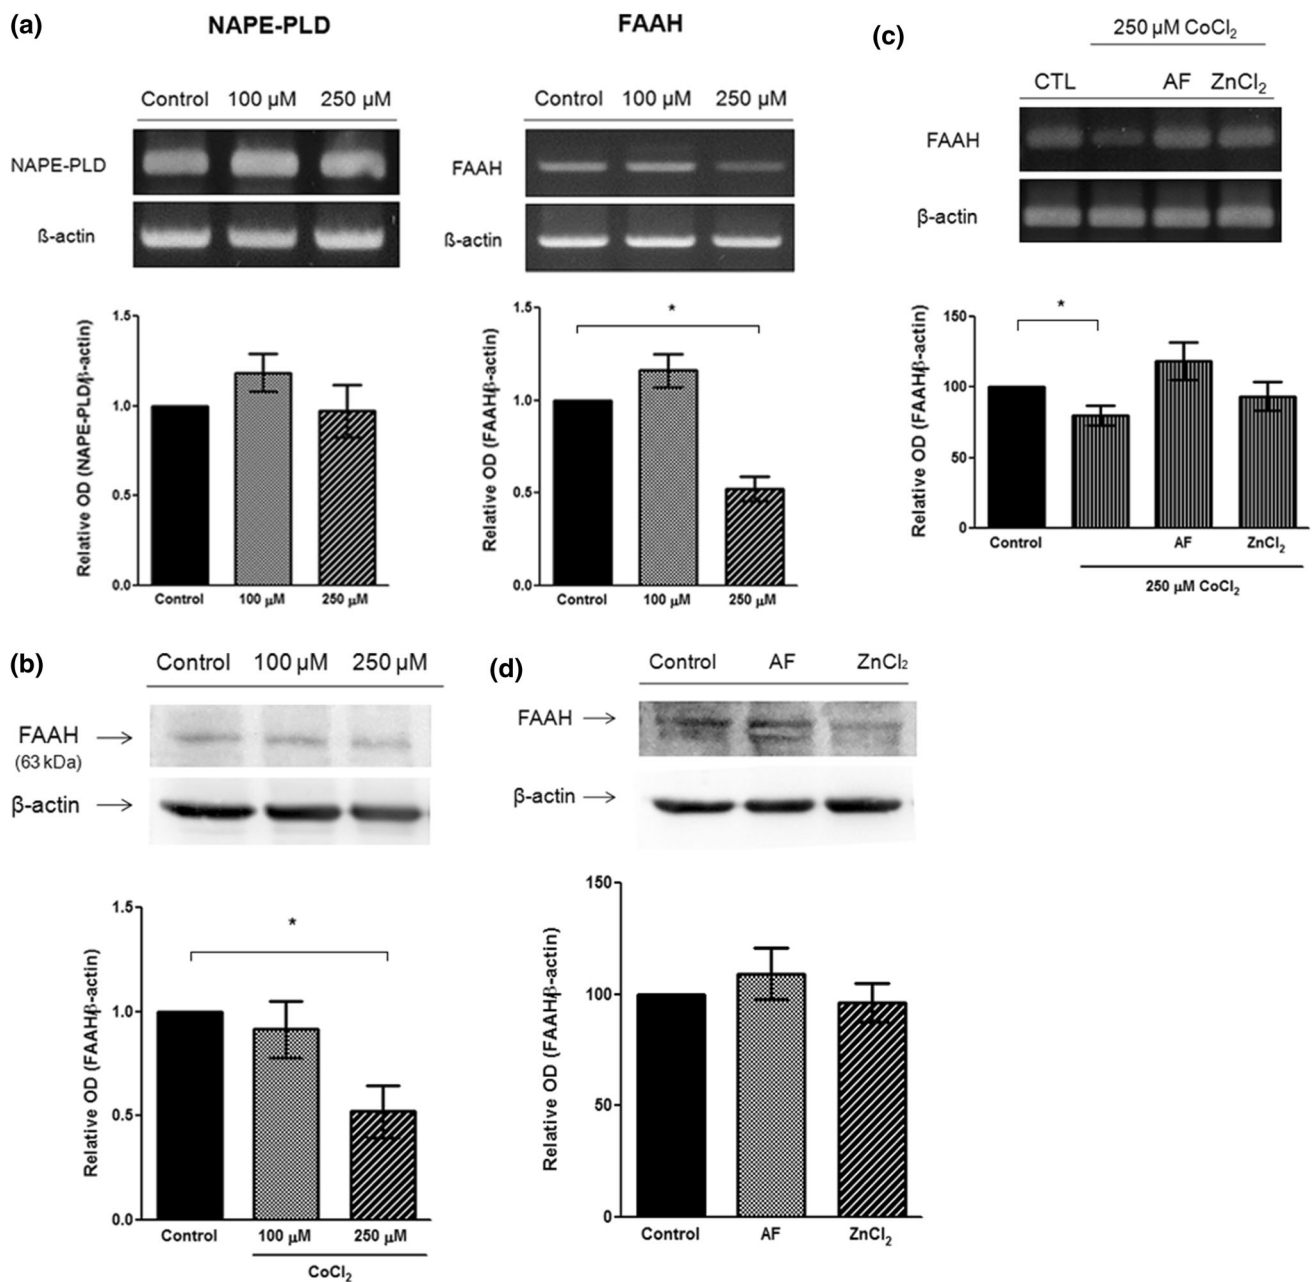 (a)
NAPE-PLD
Control 100 µM 250 µM
NAPE-PLD
ß-actin
Relative OD (NAPE-PLD/β-actin)
1.5
1.0
0.5
0.0
Control 100 µM 250 µM
FAAH
Control 100 µM 250 µM
FAAH
ß-actin
Relative OD (FAAH/β-actin)
1.5
1.0
0.5
0.0
*
Control 100 µM 250 µM
(c)
250 µM CoCl₂
CTL AF ZnCl₂
FAAH
β-actin
Relative OD (FAAH/β-actin)
150
100
50
0
*
Control AF ZnCl₂
250 µM CoCl₂
(b)
Control 100 µM 250 µM
FAAH →
(63 kDa)
β-actin →
Relative OD (FAAH/β-actin)
1.5
1.0
0.5
0.0
*
Control 100 µM 250 µM
CoCl₂
(d)
Control AF ZnCl₂
FAAH →
β-actin →
Relative OD (FAAH/β-actin)
150
100
50
0
Control AF ZnCl₂